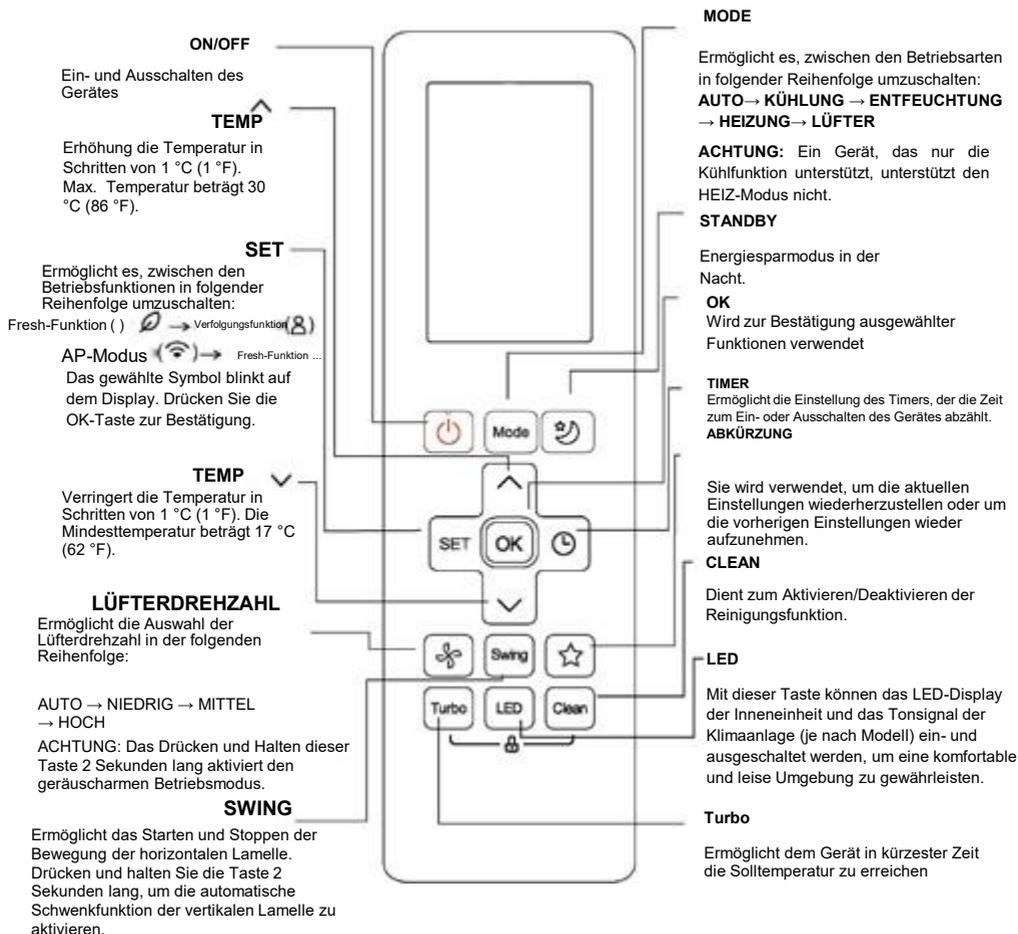 ON/OFF
Ein- und Ausschalten des
Gerätes
TEMP
Erhöhung die Temperatur in
Schritten von 1 °C (1 °F).
Max. Temperatur beträgt 30
°C (86 °F).
SET
Ermöglicht es, zwischen den
Betriebsfunktionen in folgender
Reihenfolge umzuschalten:
Fresh-Funktion ( ) → Verfolgungsfunktion( )
AP-Modus ( )→ Fresh-Funktion ...
Das gewählte Symbol blinkt auf
dem Display. Drücken Sie die
OK-Taste zur Bestätigung.
TEMP
Verringert die Temperatur in
Schritten von 1 °C (1 °F). Die
Mindesttemperatur beträgt 17 °C
(62 °F).
LÜFTERDREHZAHL
Ermöglicht die Auswahl der
Lüfterdrehzahl in der folgenden
Reihenfolge:
AUTO → NIEDRIG → MITTEL
→ HOCH
ACHTUNG: Das Drücken und Halten dieser
Taste 2 Sekunden lang aktiviert den
geräuscharmen Betriebsmodus.
SWING
Ermöglicht das Starten und Stoppen der
Bewegung der horizontalen Lamelle.
Drücken und halten Sie die Taste 2
Sekunden lang, um die automatische
Schwenkfunktion der vertikalen Lamelle zu
aktivieren.
Mode
SET
OK
Swing
Turbo
LED
Clean
MODE
Ermöglicht es, zwischen den Betriebsarten
in folgender Reihenfolge umzuschalten:
AUTO→ KÜHLUNG → ENTFEUCHTUNG
→ HEIZUNG→ LÜFTER
ACHTUNG: Ein Gerät, das nur die
Kühlfunktion unterstützt, unterstützt den
HEIZ-Modus nicht.
STANDBY
Energiesparmodus in der
Nacht.
OK
Wird zur Bestätigung ausgewählter
Funktionen verwendet
TIMER
Ermöglicht die Einstellung des Timers, der die Zeit
zum Ein- oder Ausschalten des Gerätes abzählt.
ABKÜRZUNG
Sie wird verwendet, um die aktuellen
Einstellungen wiederherzustellen oder um
die vorherigen Einstellungen wieder
aufzunehmen.
CLEAN
Dient zum Aktivieren/Deaktivieren der
Reinigungsfunktion.
LED
Mit dieser Taste können das LED-Display
der Inneneinheit und das Tonsignal der
Klimaanlage (je nach Modell) ein- und
ausgeschaltet werden, um eine komfortable
und leise Umgebung zu gewährleisten.
Turbo
Ermöglicht dem Gerät in kürzester Zeit
die Solltemperatur zu erreichen